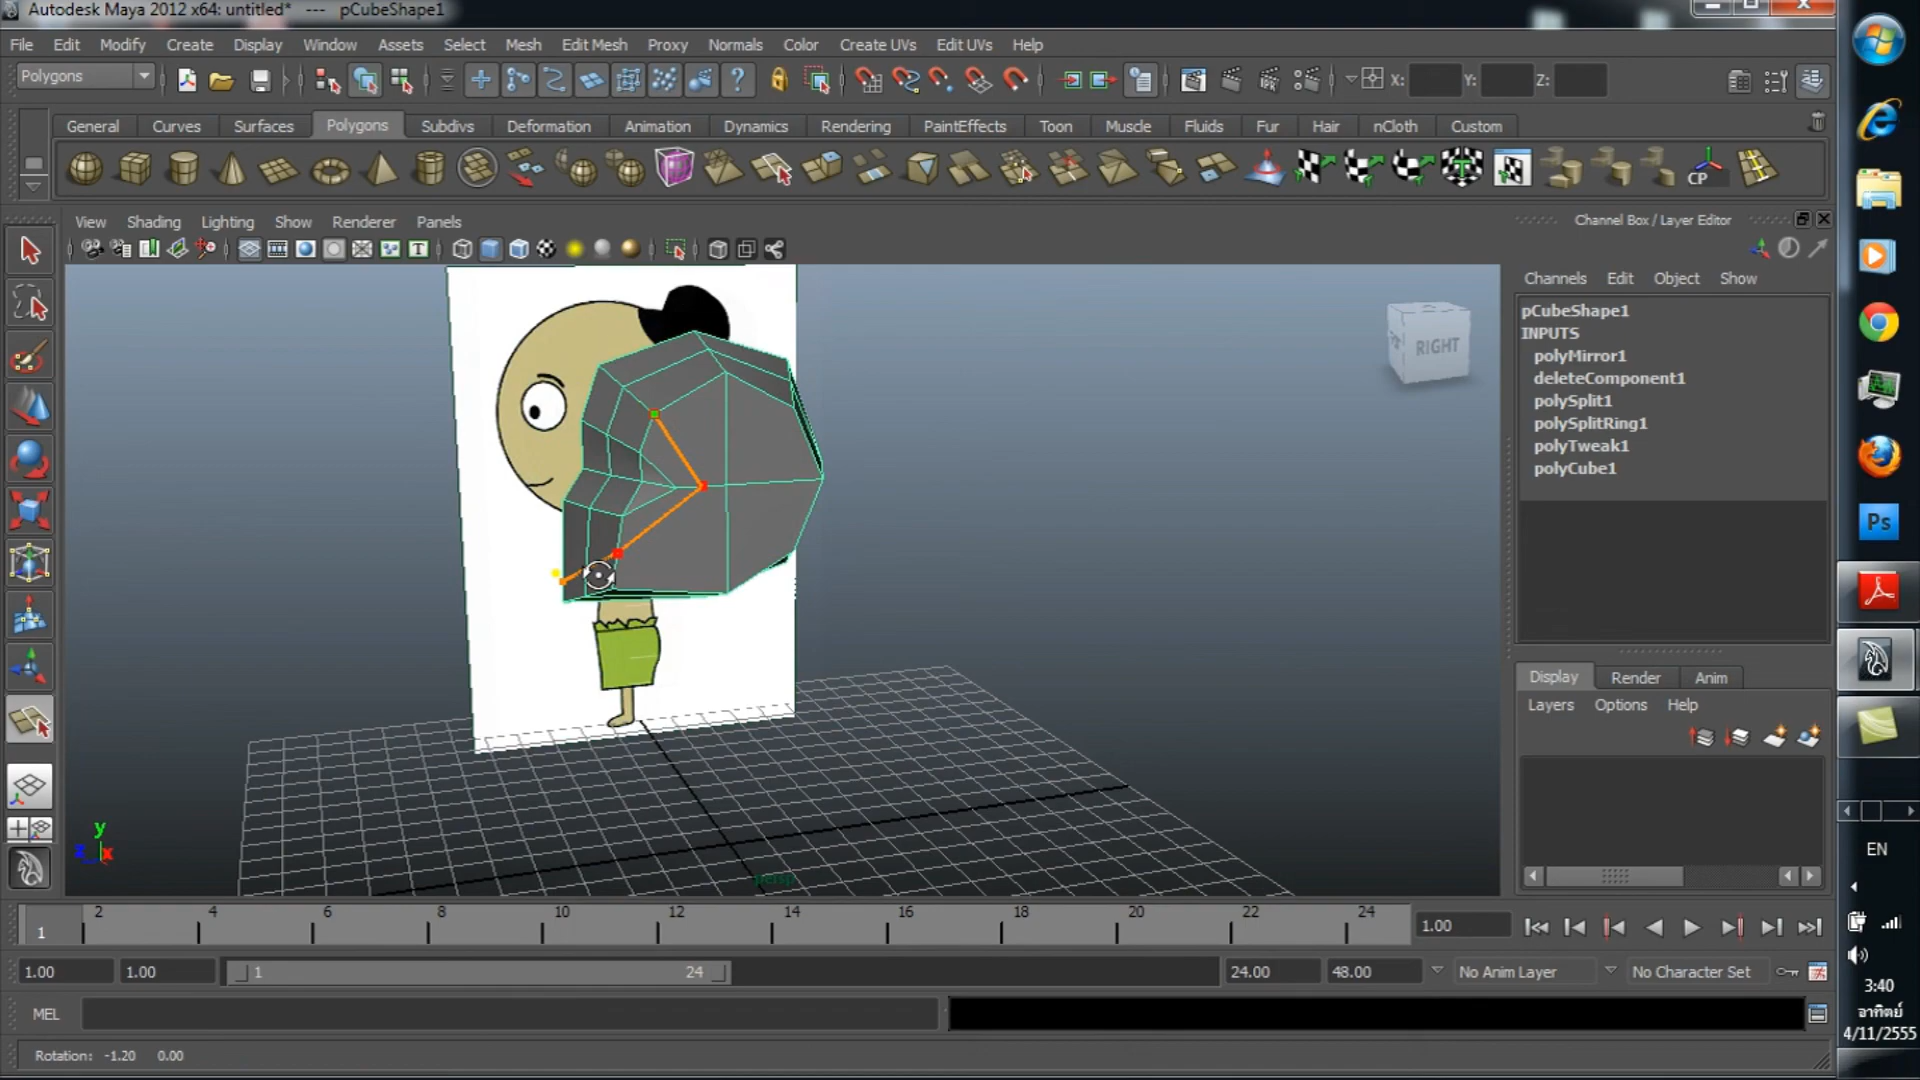 Autodesk Maya 2012 x64: untitled* --- pCubeShape1
File Edit Modify Create Display Window Assets Select Mesh Edit Mesh Proxy Normals Color Create UVs Edit UVs Help
Polygons
? IPR X: Y: Z:
General Curves Surfaces Polygons Subdivs Deformation Animation Dynamics Rendering PaintEffects Toon Muscle Fluids Fur Hair nCloth Custom
T CP
View Shading Lighting Show Renderer Panels
T
Channel Box / Layer Editor
Channels Edit Object Show
pCubeShape1
INPUTS
polyMirror1
deleteComponent1
polySplit1
polySplitRing1
polyTweak1
polyCube1
RIGHT
Ps
Display Render Anim
Layers Options Help
y
z x
persp
2 4 6 8 10 12 14 16 18 20 22 24
1
1.00
1.00 1.00 1 24 24.00 48.00 No Anim Layer No Character Set
MEL
Rotation: -1.20 0.00
EN
3:40
อาทิตย์
4/11/2555